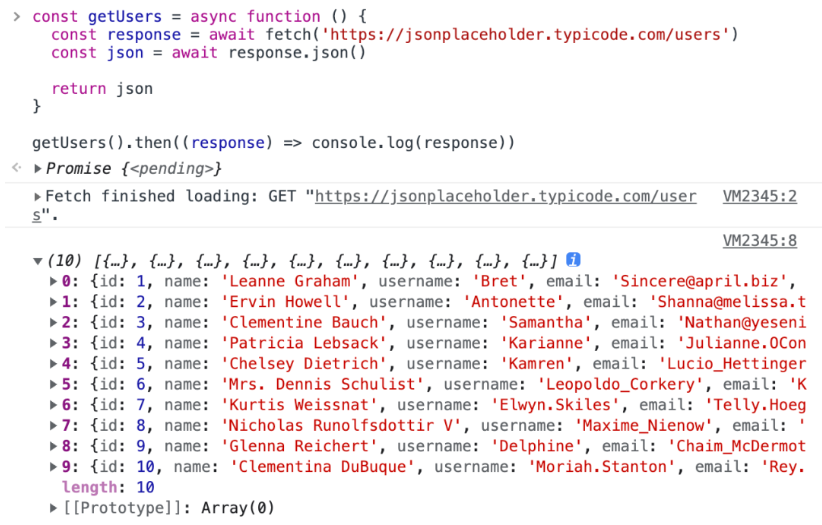 const getUsers = async function () {
const response = await fetch('https://jsonplaceholder.typicode.com/users')
const json = await response.json()
return json
}
getUsers().then((response) => console.log(response))
Promise {<pending>}
Fetch finished loading: GET "https://jsonplaceholder.typicode.com/user VM2345:2
s".
VM2345:8
(10) [{…}, {…}, {…}, {…}, {…}, {…}, {…}, {…}, {…}, {…}] i
0: {id: 1, name: 'Leanne Graham', username: 'Bret', email: 'Sincere@april.biz',
1: {id: 2, name: 'Ervin Howell', username: 'Antonette', email: 'Shanna@melissa.t
2: {id: 3, name: 'Clementine Bauch', username: 'Samantha', email: 'Nathan@yeseni
3: {id: 4, name: 'Patricia Lebsack', username: 'Karianne', email: 'Julianne.OCon
4: {id: 5, name: 'Chelsey Dietrich', username: 'Kamren', email: 'Lucio_Hettinger
5: {id: 6, name: 'Mrs. Dennis Schulist', username: 'Leopoldo_Corkery', email: 'K
6: {id: 7, name: 'Kurtis Weissnat', username: 'Elwyn.Skiles', email: 'Telly.Hoeg
7: {id: 8, name: 'Nicholas Runolfsdottir V', username: 'Maxime_Nienow', email: '
8: {id: 9, name: 'Glenna Reichert', username: 'Delphine', email: 'Chaim_McDermot
9: {id: 10, name: 'Clementina DuBuque', username: 'Moriah.Stanton', email: 'Rey.
length: 10
[[Prototype]]: Array(0)